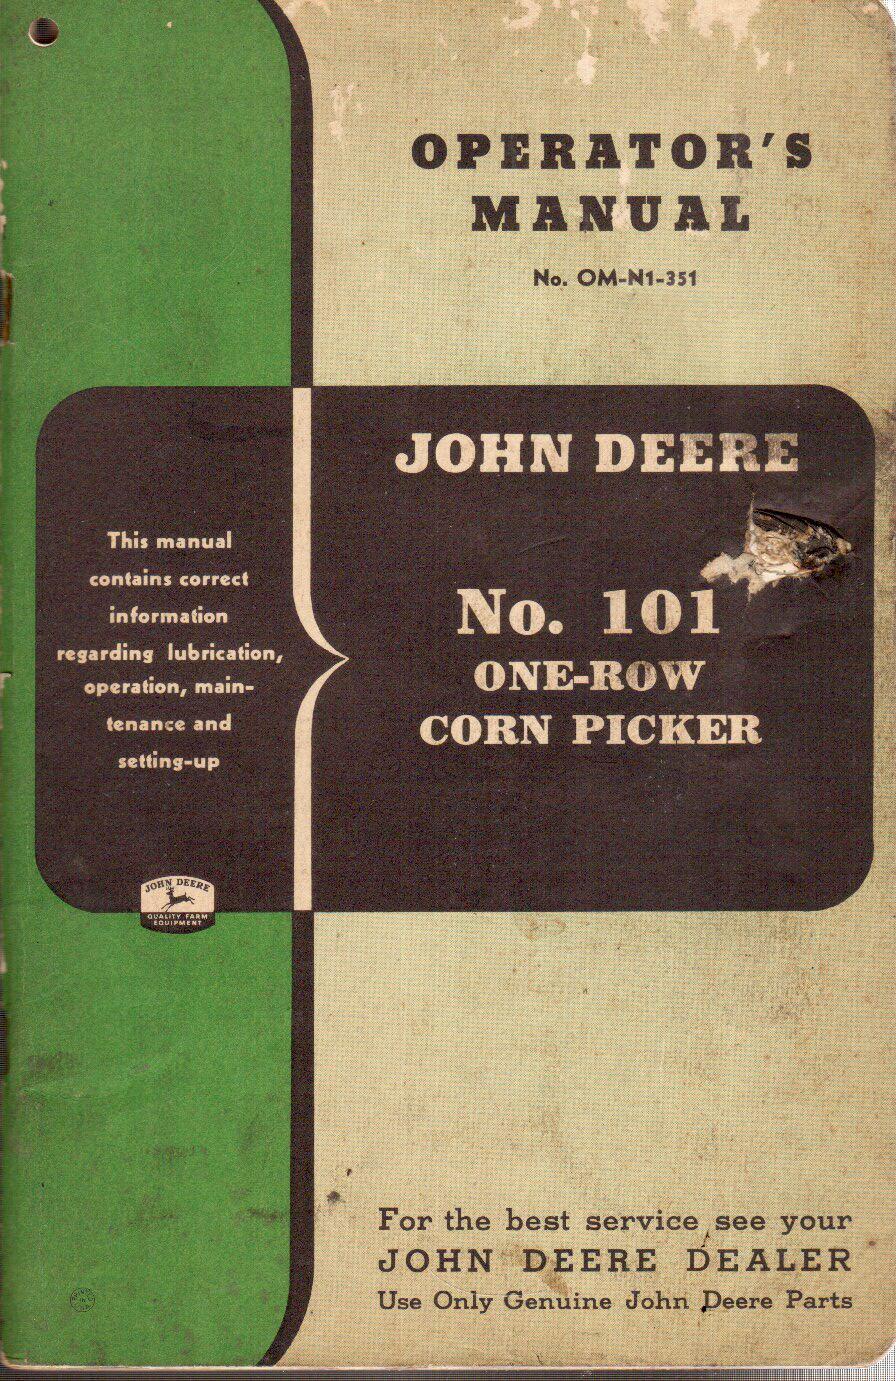 OPERATOR'S
MANUAL
No. OM-N1-351
JOHN DEERE
No. 101
ONE-ROW
CORN PICKER
This manual
contains correct
information
regarding lubrication,
operation, main-
tenance and
setting-up
JOHN DEERE
QUALITY FARM
EQUIPMENT
For the best service see your
JOHN DEERE DEALER
Use Only Genuine John Deere Parts